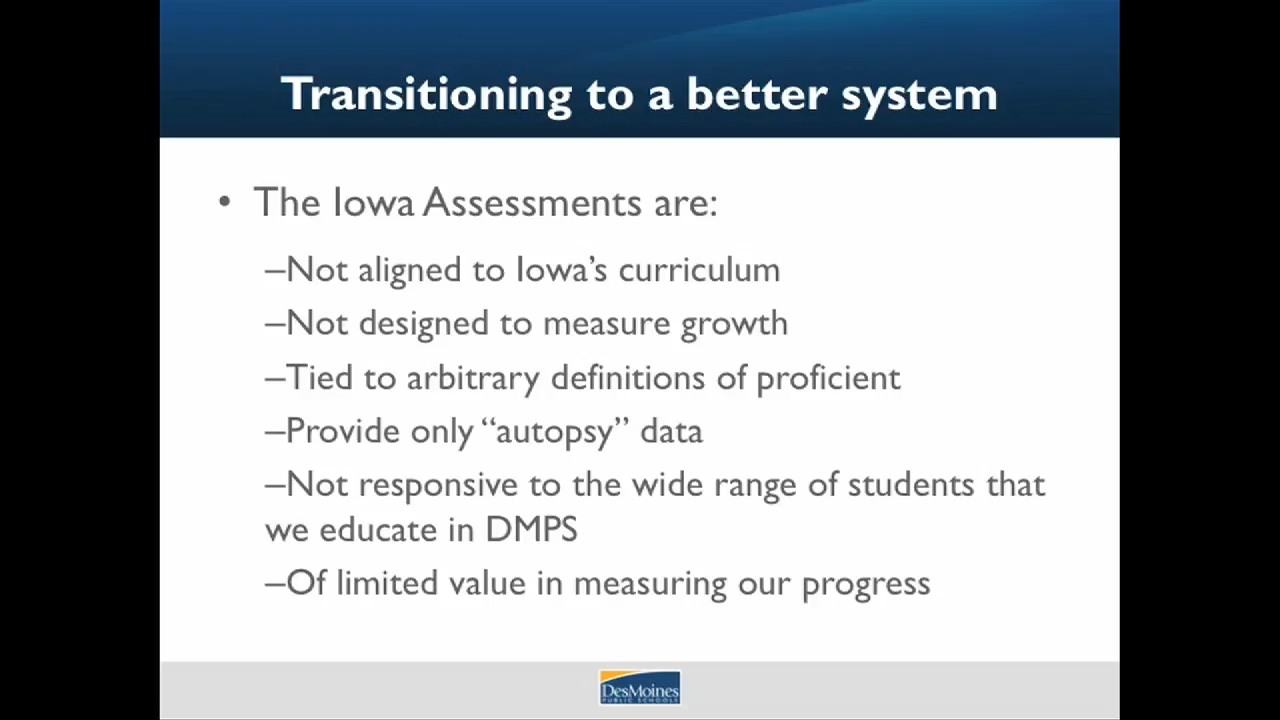 Transitioning to a better system
• The Iowa Assessments are:
–Not aligned to Iowa’s curriculum
–Not designed to measure growth
–Tied to arbitrary definitions of proficient
–Provide only “autopsy” data
–Not responsive to the wide range of students that
we educate in DMPS
–Of limited value in measuring our progress
DesMoines
PUBLIC SCHOOLS